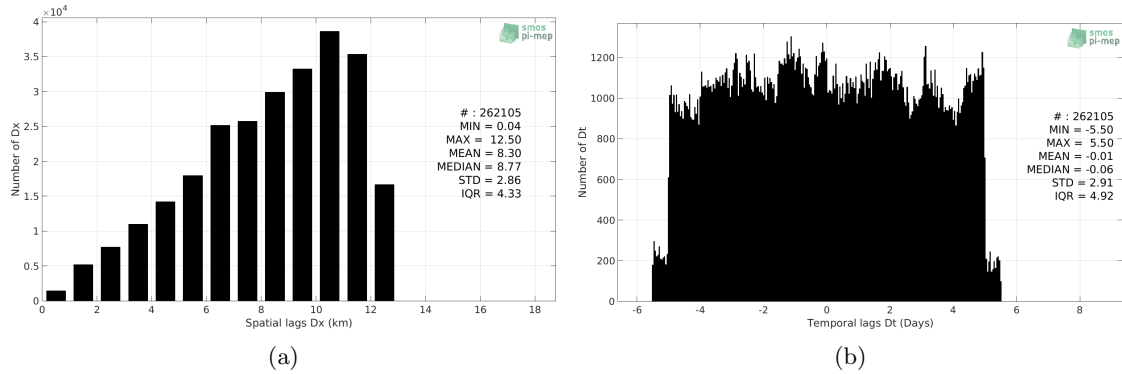 ×10⁴
4
3.5
3
2.5
2
1.5
1
0.5
0
Number of Dx
0 2 4 6 8 10 12 14 16 18
Spatial lags Dx (km)
smos
pi-mep
# : 262105
MIN = 0.04
MAX = 12.50
MEAN = 8.30
MEDIAN = 8.77
STD = 2.86
IQR = 4.33
(a)
1200
1000
800
600
400
200
0
Number of Dt
-6 -4 -2 0 2 4 6 8
Temporal lags Dt (Days)
smos
pi-mep
# : 262105
MIN = -5.50
MAX = 5.50
MEAN = -0.01
MEDIAN = -0.06
STD = 2.91
IQR = 4.92
(b)